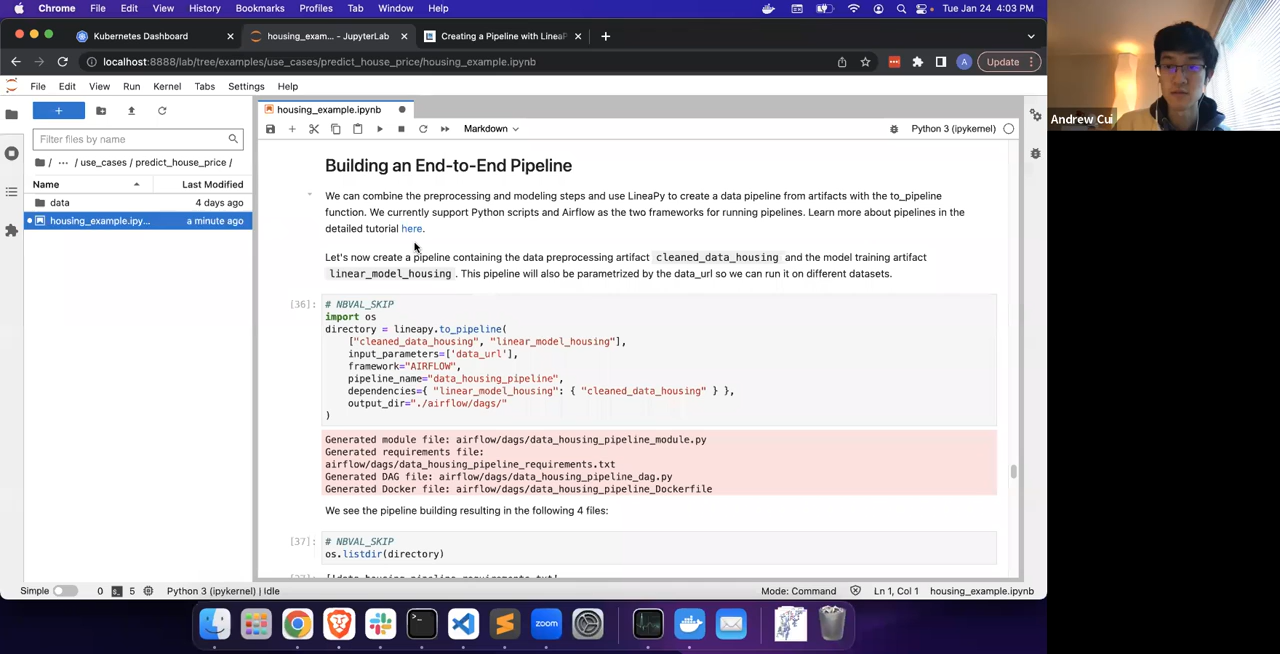 Chrome File Edit View History Bookmarks Profiles Tab Window Help Tue Jan 24 4:03 PM
Kubernetes Dashboard
housing_exam... - JupyterLab
Creating a Pipeline with LineaP
localhost:8888/lab/tree/examples/use_cases/predict_house_price/housing_example.ipynb
A
Update
File Edit View Run Kernel Tabs Settings Help
housing_example.ipynb
Filter files by name
Markdown
Python 3 (ipykernel)
/ ··· / use_cases / predict_house_price /
Name Last Modified
data 4 days ago
housing_example.ipy... a minute ago
Building an End-to-End Pipeline
We can combine the preprocessing and modeling steps and use LineaPy to create a data pipeline from artifacts with the to_pipeline
function. We currently support Python scripts and Airflow as the two frameworks for running pipelines. Learn more about pipelines in the
detailed tutorial here.
Let's now create a pipeline containing the data preprocessing artifact cleaned_data_housing and the model training artifact
linear_model_housing . This pipeline will also be parametrized by the data_url so we can run it on different datasets.
[36]: # NBVAL_SKIP
import os
directory = lineapy.to_pipeline(
["cleaned_data_housing", "linear_model_housing"],
input_parameters=['data_url'],
framework="AIRFLOW",
pipeline_name="data_housing_pipeline",
dependencies={ "linear_model_housing": { "cleaned_data_housing" } },
output_dir="./airflow/dags/"
)
Generated module file: airflow/dags/data_housing_pipeline_module.py
Generated requirements file:
airflow/dags/data_housing_pipeline_requirements.txt
Generated DAG file: airflow/dags/data_housing_pipeline_dag.py
Generated Docker file: airflow/dags/data_housing_pipeline_Dockerfile
We see the pipeline building resulting in the following 4 files:
[37]: # NBVAL_SKIP
os.listdir(directory)
Simple 0 5 Python 3 (ipykernel) | Idle Mode: Command Ln 1, Col 1 housing_example.ipynb
zoom
Andrew Cui